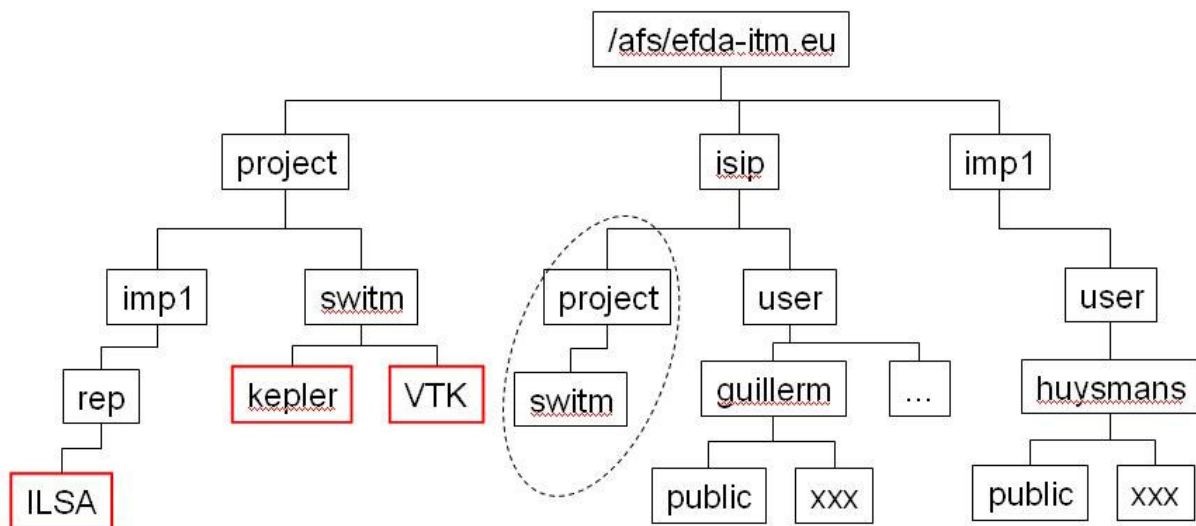 /afs/efda-itm.eu
project
isip
imp1
imp1
switm
project
user
user
rep
kepler
VTK
switm
guillerm
...
huysmans
ILSA
public
xxx
public
xxx